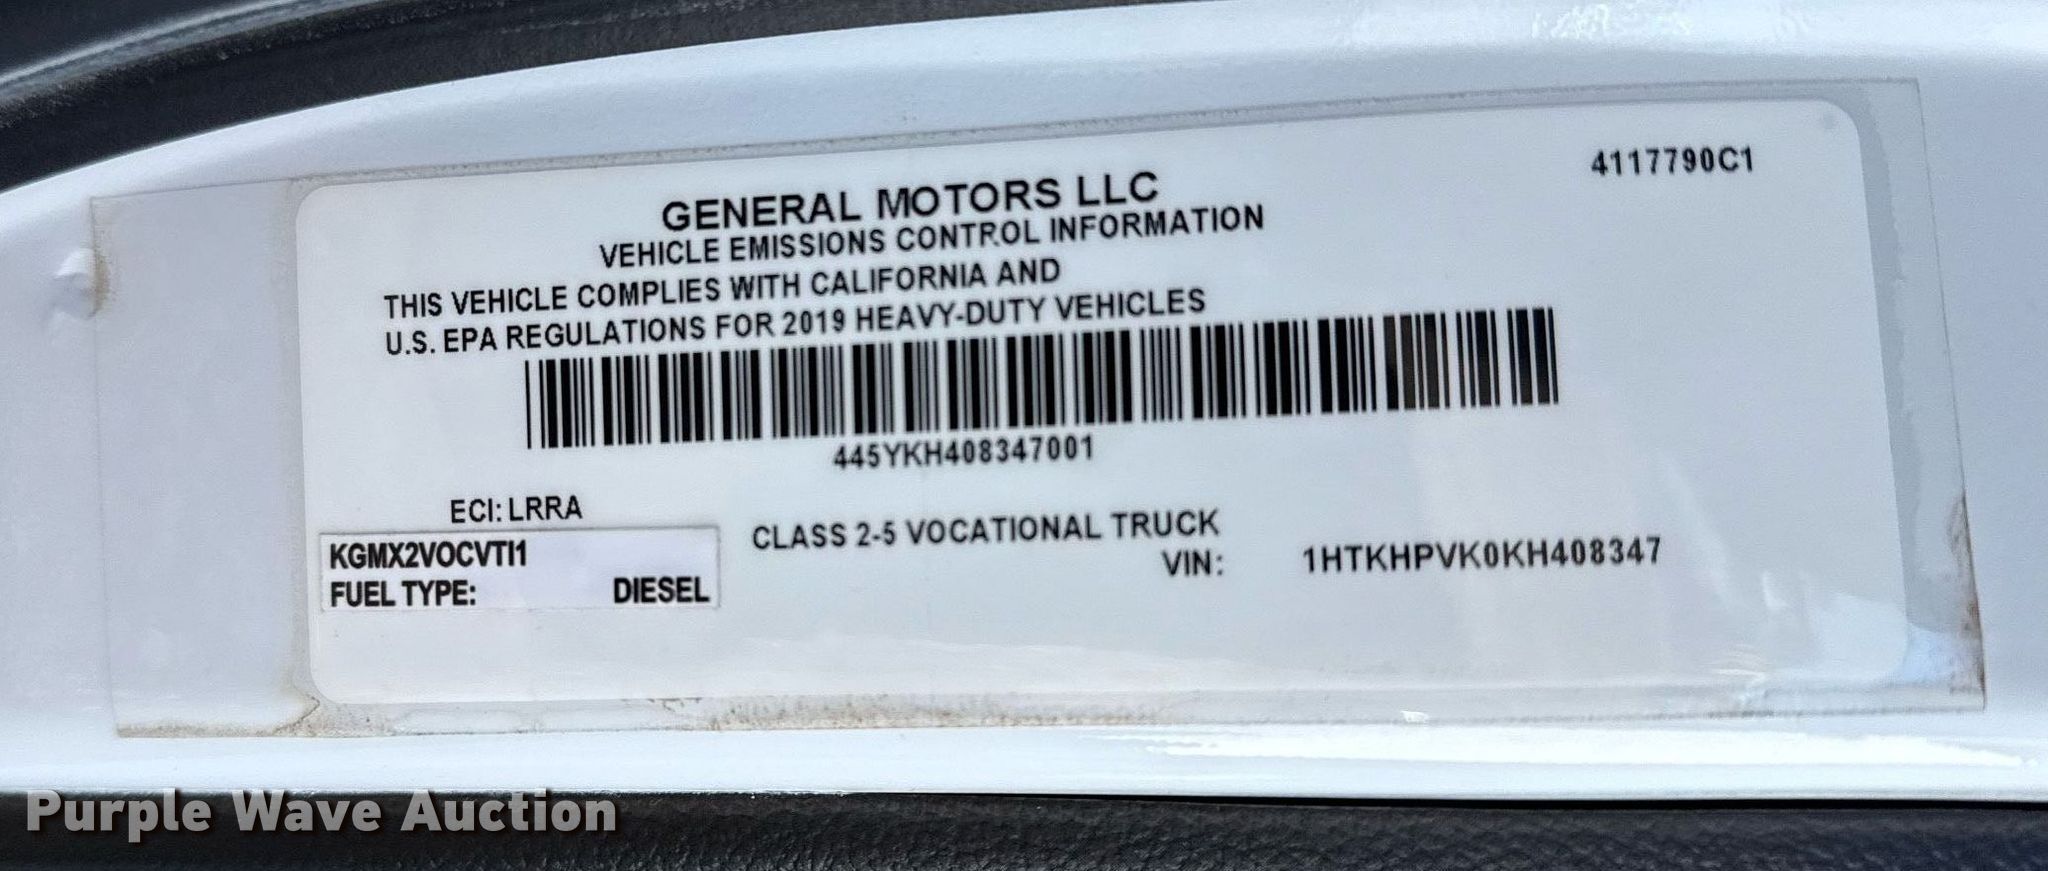 4117790C1
GENERAL MOTORS LLC
VEHICLE EMISSIONS CONTROL INFORMATION
THIS VEHICLE COMPLIES WITH CALIFORNIA AND
U.S. EPA REGULATIONS FOR 2019 HEAVY-DUTY VEHICLES
445YKH408347001
ECI: LRRA
KGMX2VOCVTI1
FUEL TYPE: DIESEL
CLASS 2-5 VOCATIONAL TRUCK
VIN: 1HTKHPVK0KH408347
Purple Wave Auction